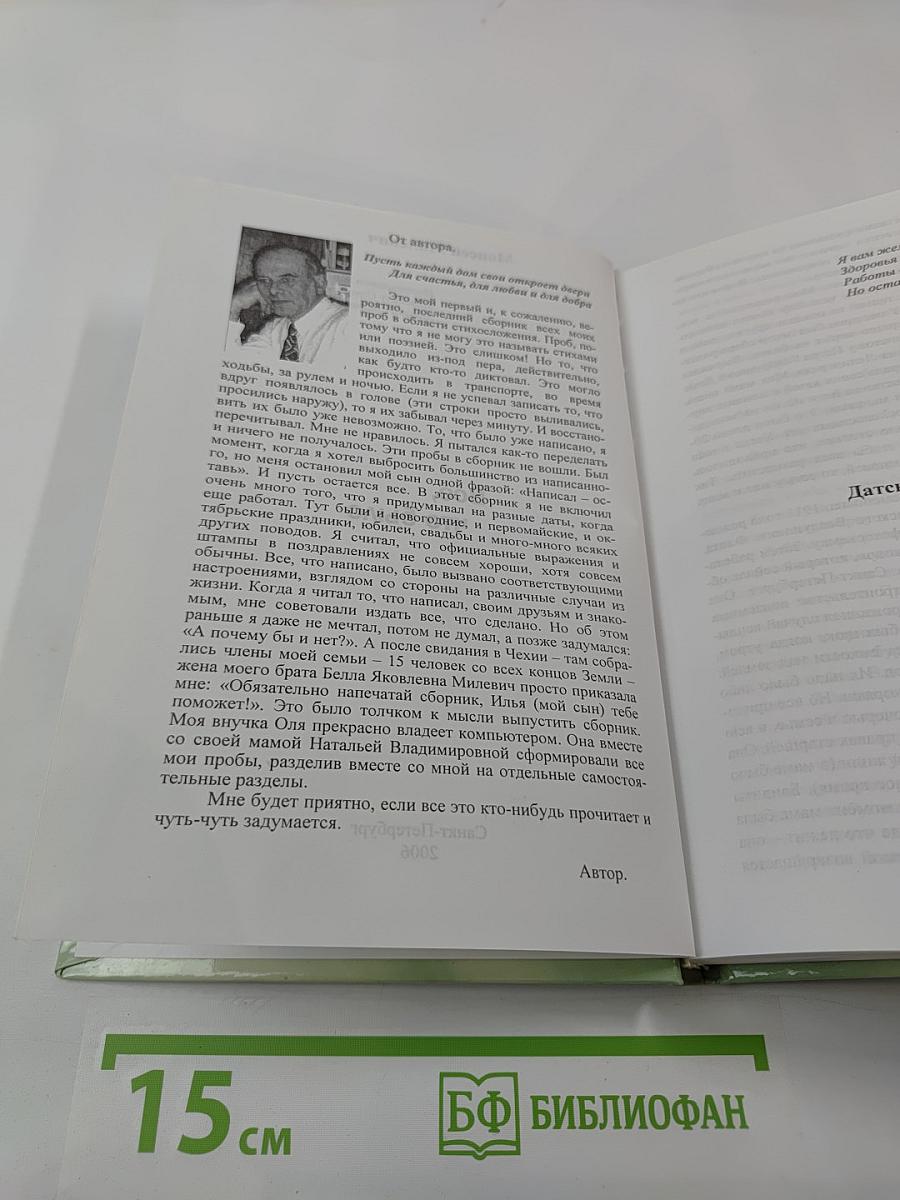 От автора.
Пусть каждый дом свои откроет двери
Для счастья, для любви и для добра
Это мой первый и, к сожалению, ве-
роятно, последний сборник всех моих
проб в области стихосложения. Проб, по-
тому что я не могу это называть стихами
или поэзией. Это слишком! Но то, что
выходило из-под пера, действительно,
как будто кто-то диктовал. Это могло
происходить в транспорте, во время
ходьбы, за рулем и ночью. Если я не успевал записать то, что
вдруг появлялось в голове (эти строки просто выливались,
просились наружу), то я их забывал через минуту. И восстано-
вить их было уже невозможно. То, что было уже написано, я
перечитывал. Мне не нравилось. Я пытался как-то переделать
и ничего не получалось. Эти пробы в сборник не вошли. Был
момент, когда я хотел выбросить большинство из написанно-
го, но меня остановил мой сын одной фразой: «Написал – ос-
тавь». И пусть остается все. В этот сборник я не включил
очень много того, что я придумывал на разные даты, когда
еще работал. Тут были и новогодние, и первомайские, и ок-
тябрьские праздники, юбилеи, свадьбы и много-много всяких
других поводов. Я считал, что официальные выражения и
штампы в поздравлениях не совсем хороши, хотя совсем
обычны. Все, что написано, было вызвано соответствующими
настроениями, взглядом со стороны на различные случаи из
жизни. Когда я читал то, что написал, своим друзьям и знако-
мым, мне советовали издать все, что сделано. Но об этом
раньше я даже не мечтал, потом не думал, а позже задумался:
«А почему бы и нет?». А после свидания в Чехии – там собра-
лись члены моей семьи – 15 человек со всех концов Земли –
жена моего брата Белла Яковлевна Милевич просто приказала
мне: «Обязательно напечатай сборник, Илья (мой сын) тебе
поможет!». Это было толчком к мысли выпустить сборник.
Моя внучка Оля прекрасно владеет компьютером. Она вместе
со своей мамой Натальей Владимировной сформировали все
мои пробы, разделив вместе со мной на отдельные самостоя-
тельные разделы.
Мне будет приятно, если все это кто-нибудь прочитает и
чуть-чуть задумается.
Автор.
Я вам жел
Здоровья
Работы
Но оста
Датск
15 см
БФ БИБЛИОФАН